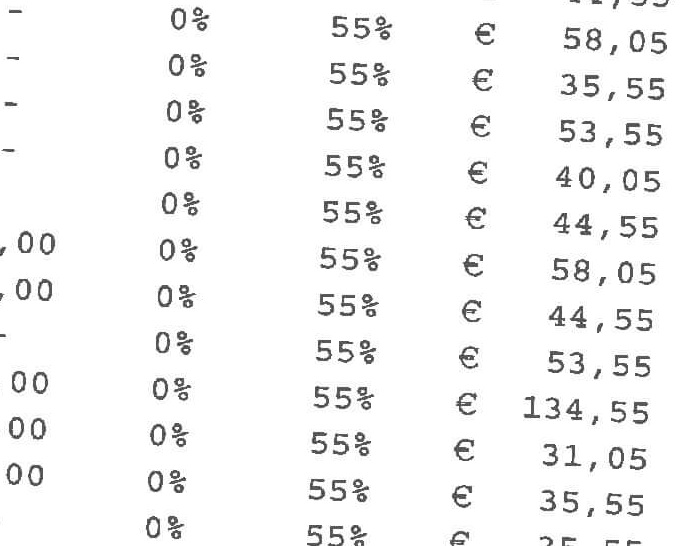 - 0% 55% € 58,05
- 0% 55% € 35,55
- 0% 55% € 53,55
- 0% 55% € 40,05
0% 55% € 44,55
,00 0% 55% € 58,05
,00 0% 55% € 44,55
- 0% 55% € 53,55
00 0% 55% € 134,55
00 0% 55% € 31,05
00 0% 55% € 35,55
0% 55% €